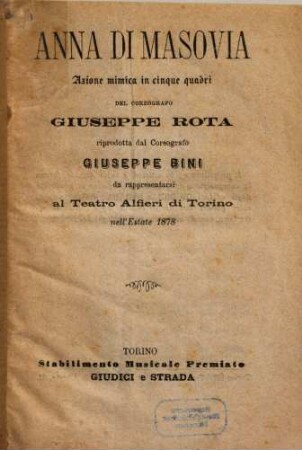 ANNA DI MASOVIA
Azione mimica in cinque quadri
DEL COREOGRAFO
GIUSEPPE ROTA
riprodotta dal Coreografo
GIUSEPPE BINI
da rappresentarsi
al Teatro Alfieri di Torino
nell'Estate 1878
TORINO
Stabilimento Musicale Premiato
GIUDICI e STRADA